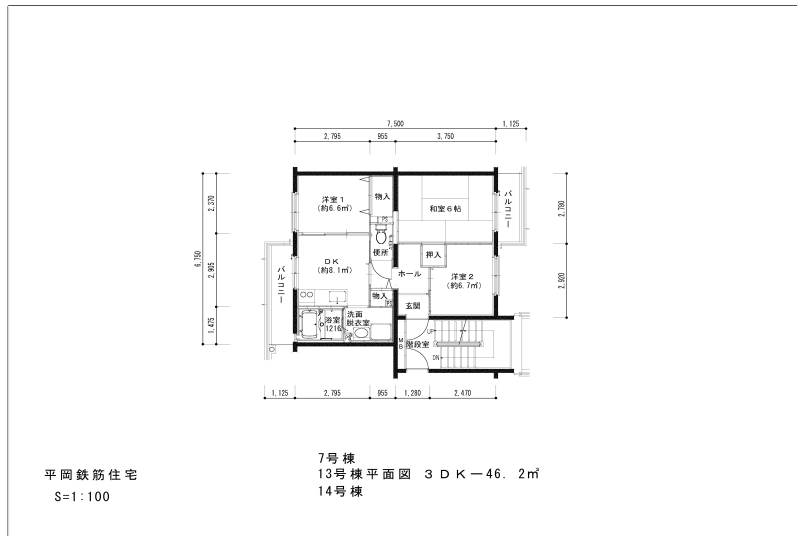 7,500
1,125
2,795
955
3,750
6,750
2,370
2,905
1,475
2,780
2,920
洋室1
(約6.6㎡)
物入
PS
和室6帖
バルコニー
便所
DK
(約8.1㎡)
ホール
押入
洋室2
(約6.7㎡)
バルコニー
物入
PS
玄関
浴室
1216
洗面
脱衣室
MB
階段室
UP
DN
1,125
2,795
955
1,280
2,470
平岡鉄筋住宅
S=1:100
7号棟
13号棟平面図 3DK－46.2㎡
14号棟